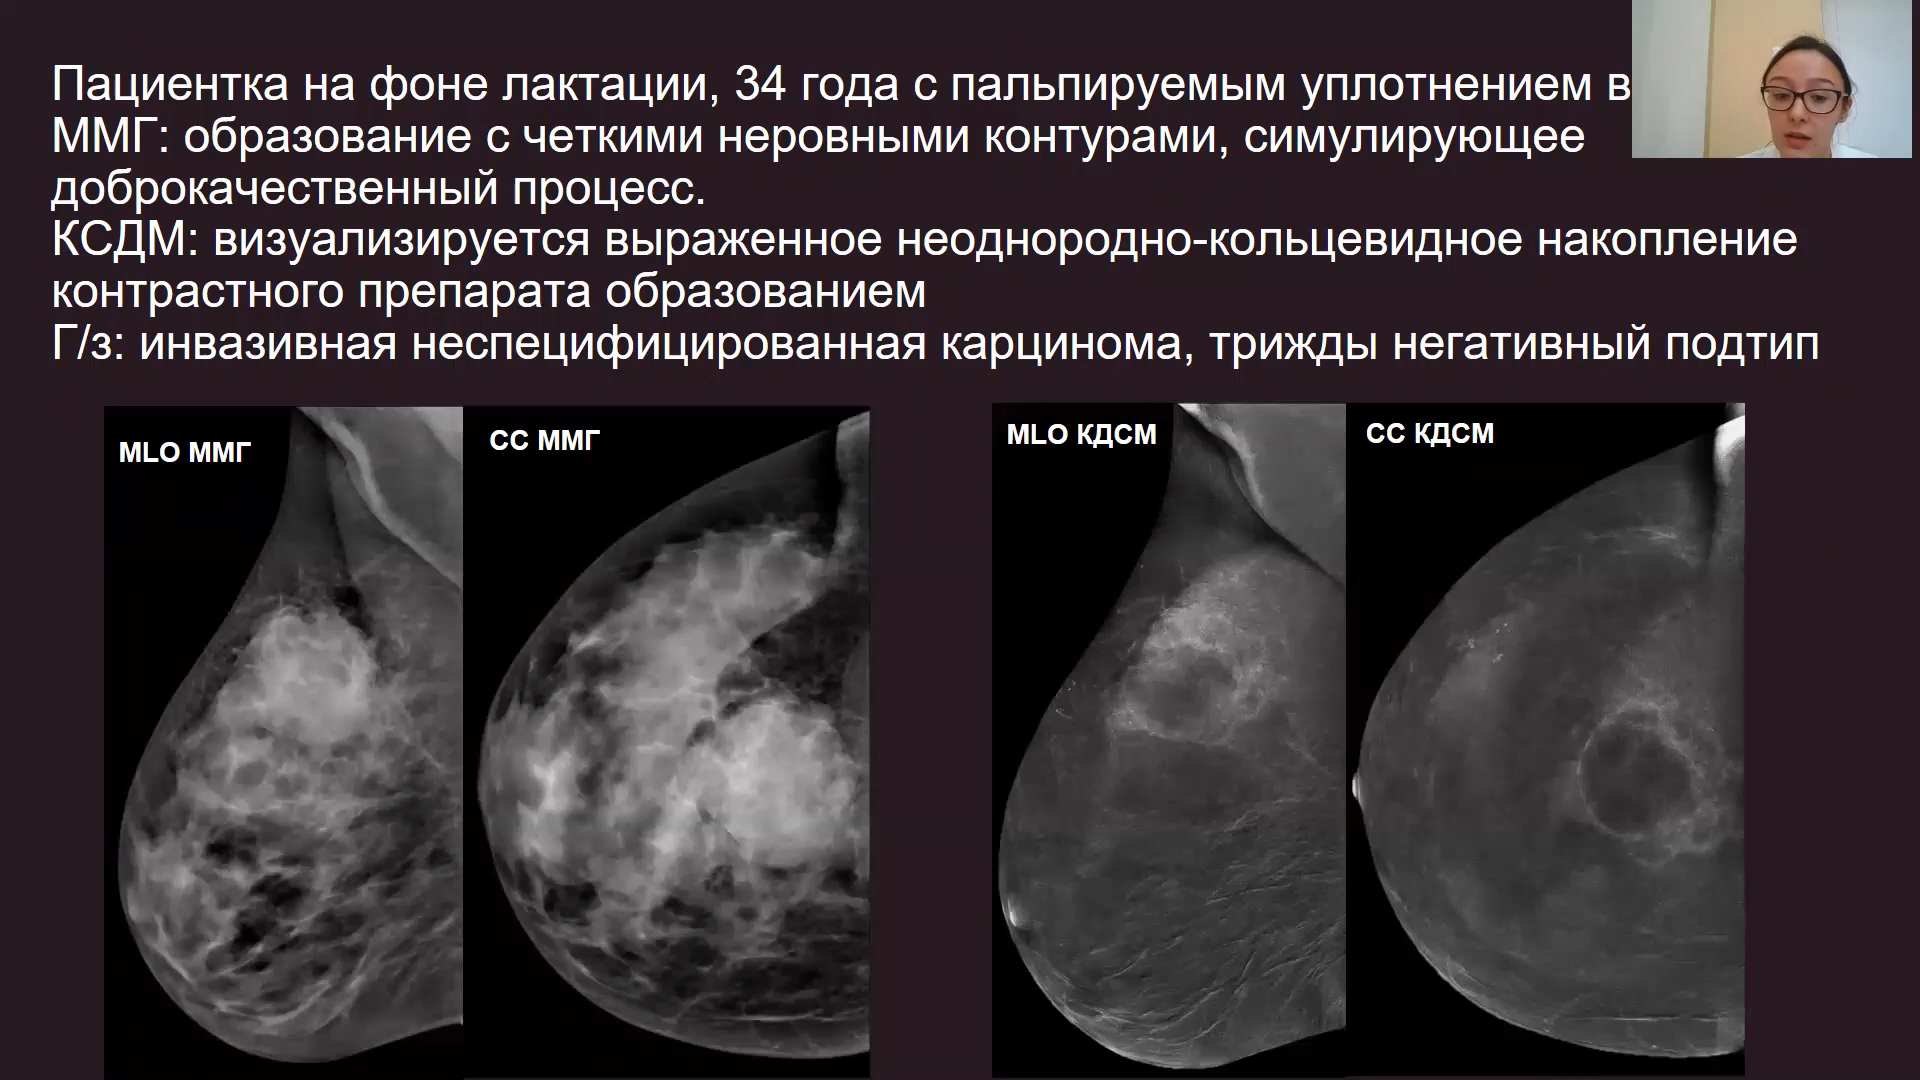 Пациентка на фоне лактации, 34 года с пальпируемым уплотнением в
ММГ: образование с четкими неровными контурами, симулирующее
доброкачественный процесс.
КСДМ: визуализируется выраженное неоднородно-кольцевидное накопление
контрастного препарата образованием
Г/з: инвазивная неспецифицированная карцинома, трижды негативный подтип
MLO ММГ
CC ММГ
MLO КДСМ
CC КДСМ